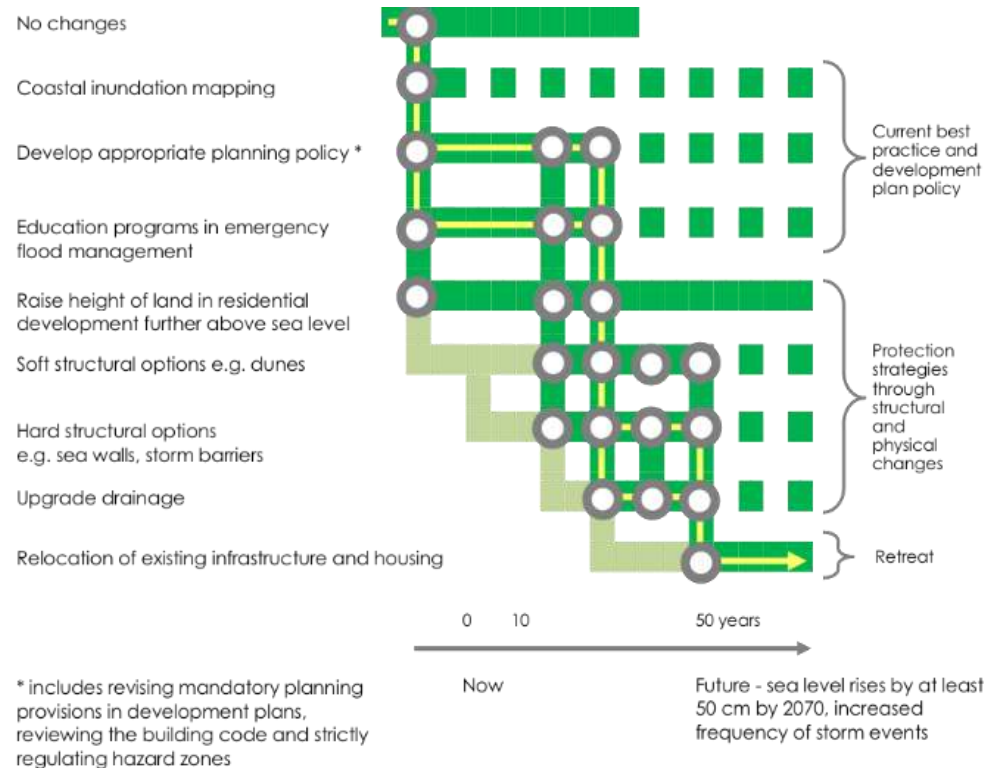 No changes
Coastal inundation mapping
Develop appropriate planning policy *
Education programs in emergency
flood management
Raise height of land in residential
development further above sea level
Soft structural options e.g. dunes
Hard structural options
e.g. sea walls, storm barriers
Upgrade drainage
Relocation of existing infrastructure and housing
Current best
practice and
development
plan policy
Protection
strategies
through
structural
and
physical
changes
Retreat
0 10 50 years
Now
Future - sea level rises by at least
50 cm by 2070, increased
frequency of storm events
* includes revising mandatory planning
provisions in development plans,
reviewing the building code and strictly
regulating hazard zones